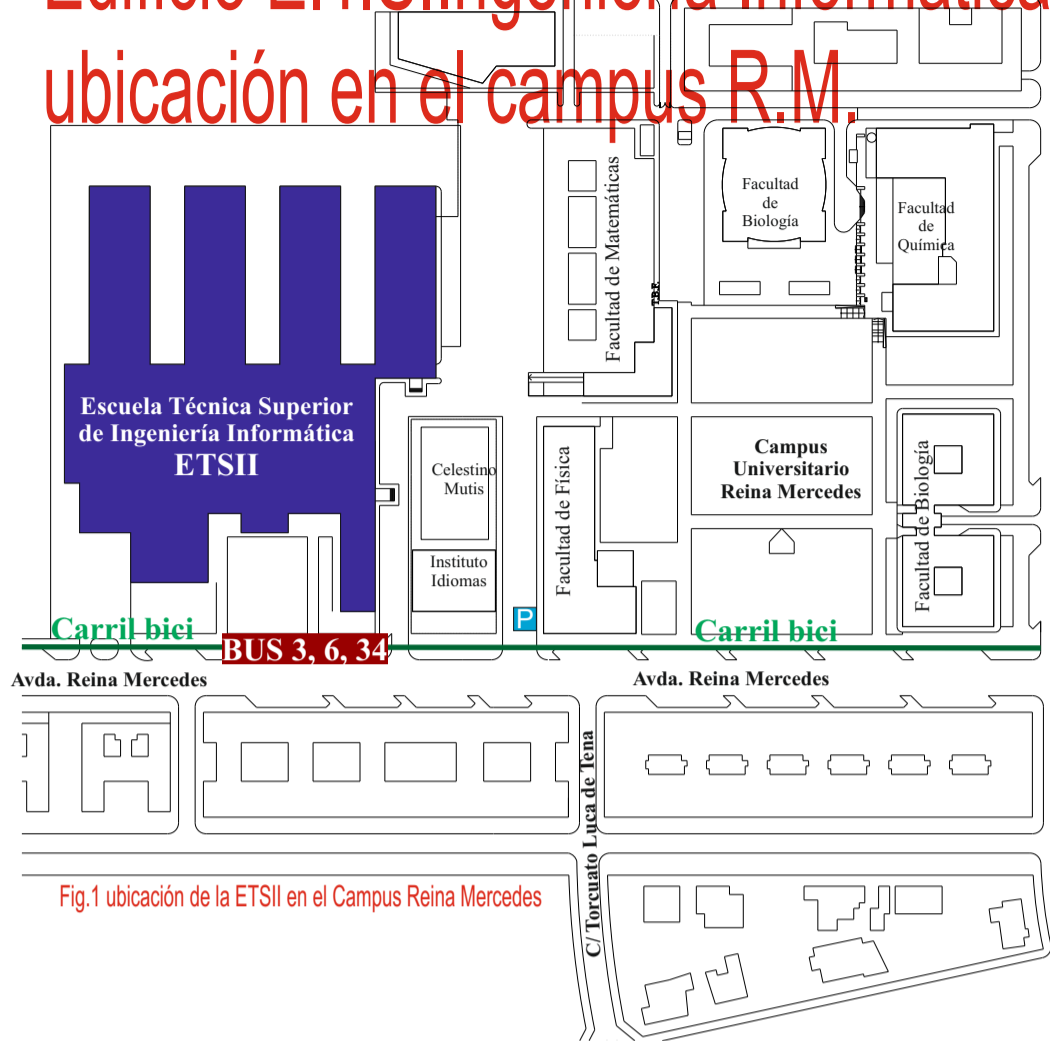 Edificio E.T.S.Ingeniería Informática
ubicación en el campus R.M.
Facultad de Matemáticas
T.B.F.
Facultad
de
Biología
Facultad
de
Química
Escuela Técnica Superior
de Ingeniería Informática
ETSII
Celestino
Mutis
Instituto
Idiomas
Facultad de Física
Campus
Universitario
Reina Mercedes
Facultad de Biología
P
Carril bici
Carril bici
BUS 3, 6, 34
Avda. Reina Mercedes
Avda. Reina Mercedes
C/ Torcuato Luca de Tena
Fig.1 ubicación de la ETSII en el Campus Reina Mercedes